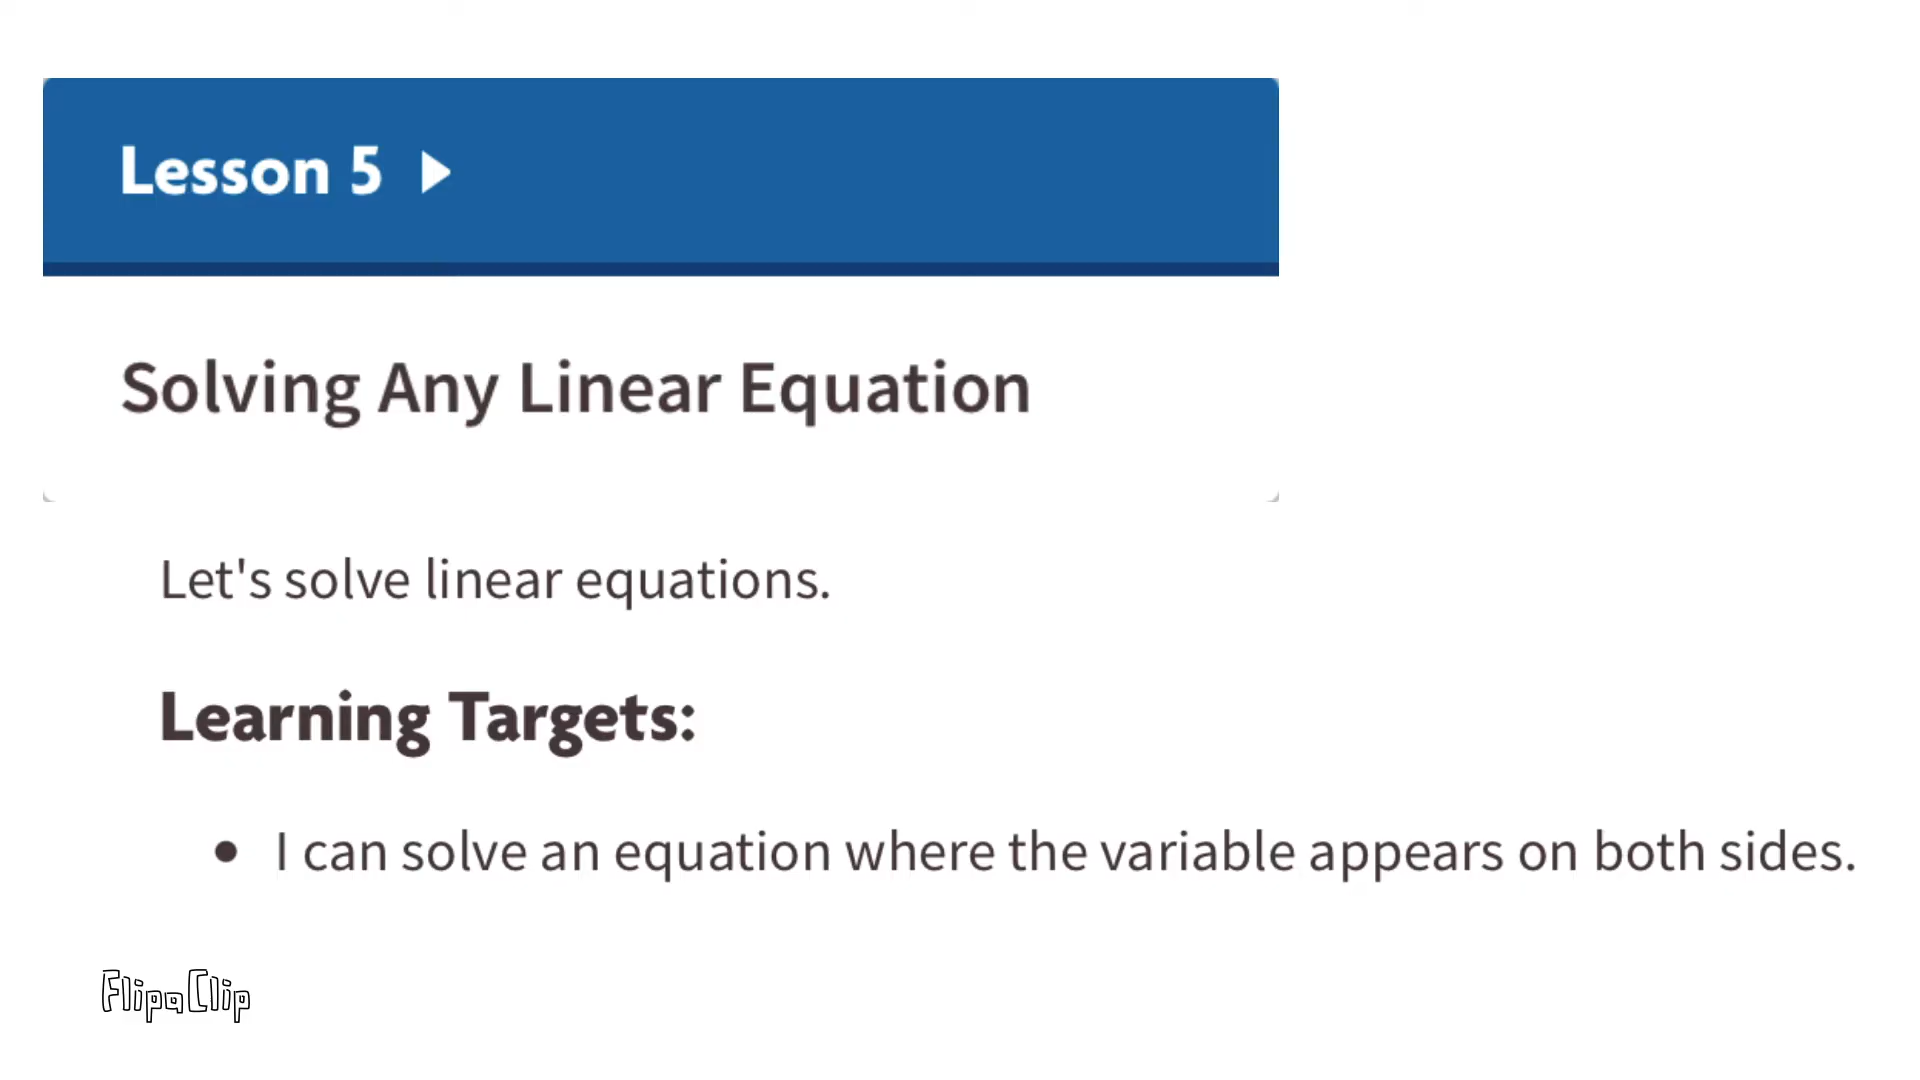 Lesson 5
Solving Any Linear Equation
Let's solve linear equations.
Learning Targets:
• I can solve an equation where the variable appears on both sides.
FlipaClip